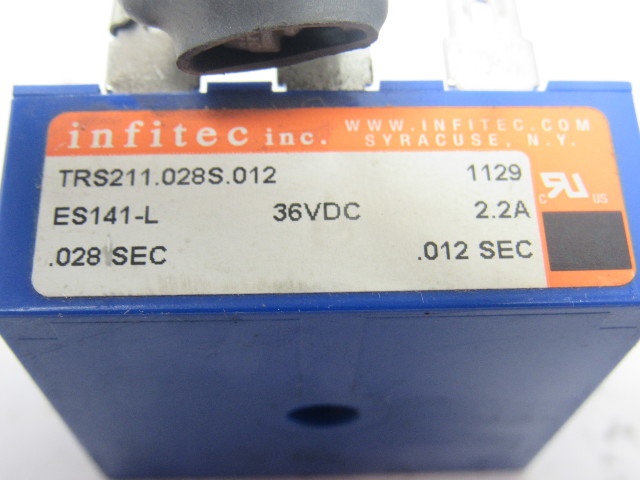 infitec inc. WWW.INFITEC.COM
SYRACUSE, N.Y.
TRS211.028S.012 1129
ES141-L 36VDC 2.2A
.028 SEC .012 SEC
C RU US